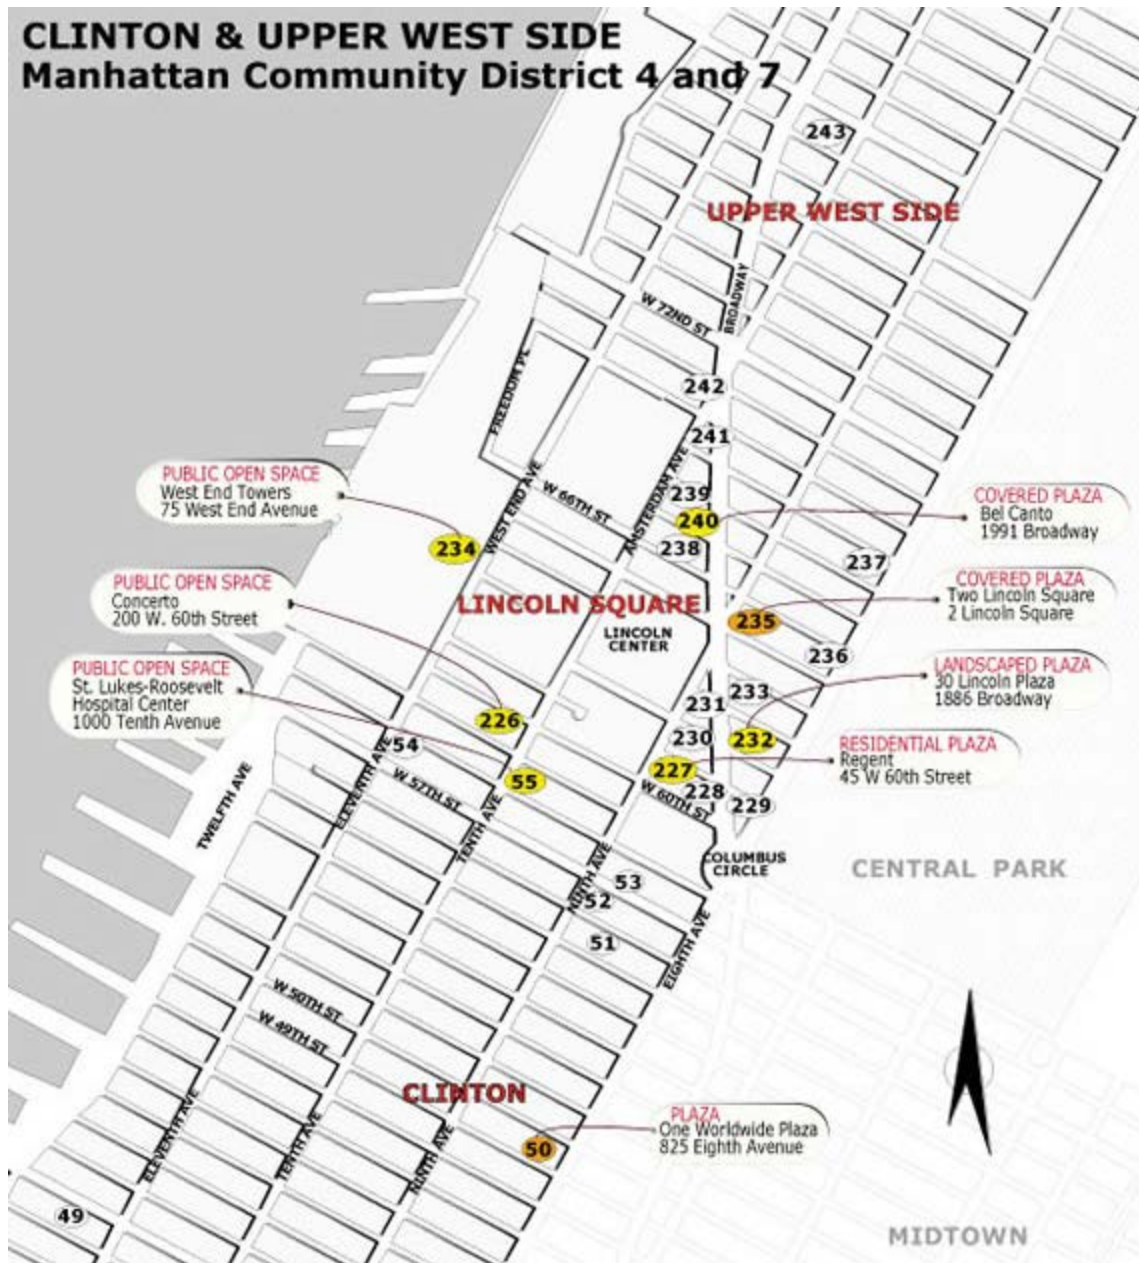 CLINTON & UPPER WEST SIDE
Manhattan Community District 4 and 7
243
UPPER WEST SIDE
BROADWAY
W 72ND ST
FREEDOM PL
242
241
PUBLIC OPEN SPACE
West End Towers
75 West End Avenue
WEST END AVE
W 66TH ST
AMSTERDAM AVE
239
240
COVERED PLAZA
Bel Canto
1991 Broadway
234
238
237
PUBLIC OPEN SPACE
Concerto
200 W. 60th Street
LINCOLN SQUARE
LINCOLN
CENTER
235
COVERED PLAZA
Two Lincoln Square
2 Lincoln Square
236
PUBLIC OPEN SPACE
St. Lukes-Roosevelt
Hospital Center
1000 Tenth Avenue
LANDSCAPED PLAZA
30 Lincoln Plaza
1886 Broadway
233
231
226
230
232
RESIDENTIAL PLAZA
Regent
45 W 60th Street
54
55
227
228
229
W 60TH ST
W 57TH ST
TWELFTH AVE
ELEVENTH AVE
TENTH AVE
NINTH AVE
COLUMBUS
CIRCLE
CENTRAL PARK
53
52
51
EIGHTH AVE
W 50TH ST
W 49TH ST
CLINTON
PLAZA
One Worldwide Plaza
825 Eighth Avenue
50
ELEVENTH AVE
TENTH AVE
NINTH AVE
49
MIDTOWN